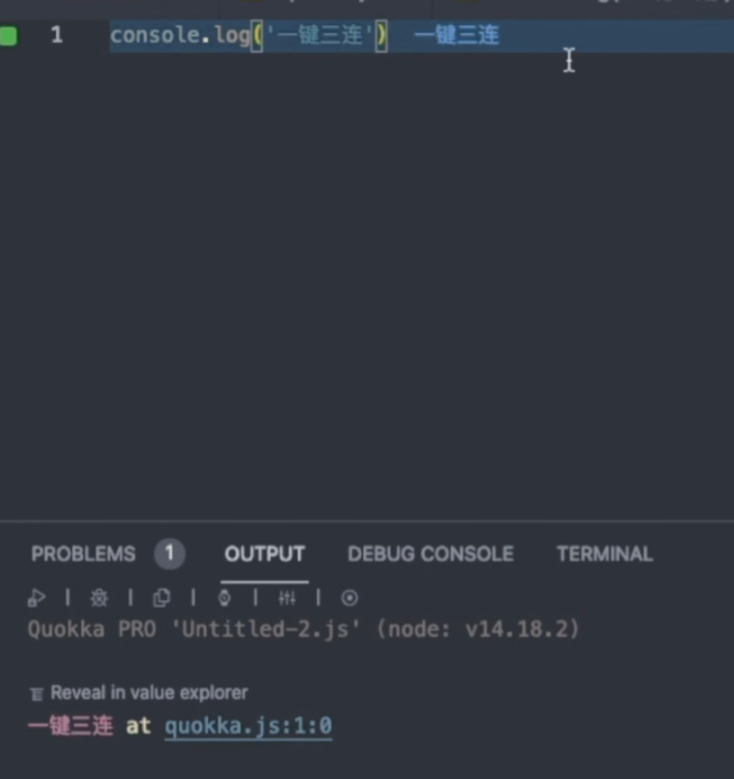 1 console.log('一键三连') 一键三连
PROBLEMS 1 OUTPUT DEBUG CONSOLE TERMINAL
Quokka PRO 'Untitled-2.js' (node: v14.18.2)
Reveal in value explorer
一键三连 at quokka.js:1:0